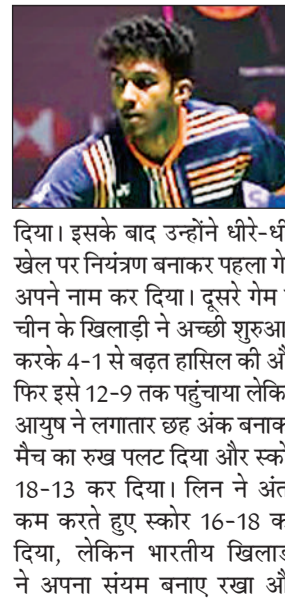 दिया। इसके बाद उन्होंने धीरे-धी
खेल पर नियंत्रण बनाकर पहला गे
अपने नाम कर दिया। दूसरे गेम
चीन के खिलाड़ी ने अच्छी शुरुआ
करके 4-1 से बढ़त हासिल की औ
फिर इसे 12-9 तक पहुंचाया लेकि
आयुष ने लगातार छह अंक बनाक
मैच का रुख पलट दिया और स्को
18-13 कर दिया। लिन ने अंत
कम करते हुए स्कोर 16-18 क
दिया, लेकिन भारतीय खिलाड़
ने अपना संयम बनाए रखा औ